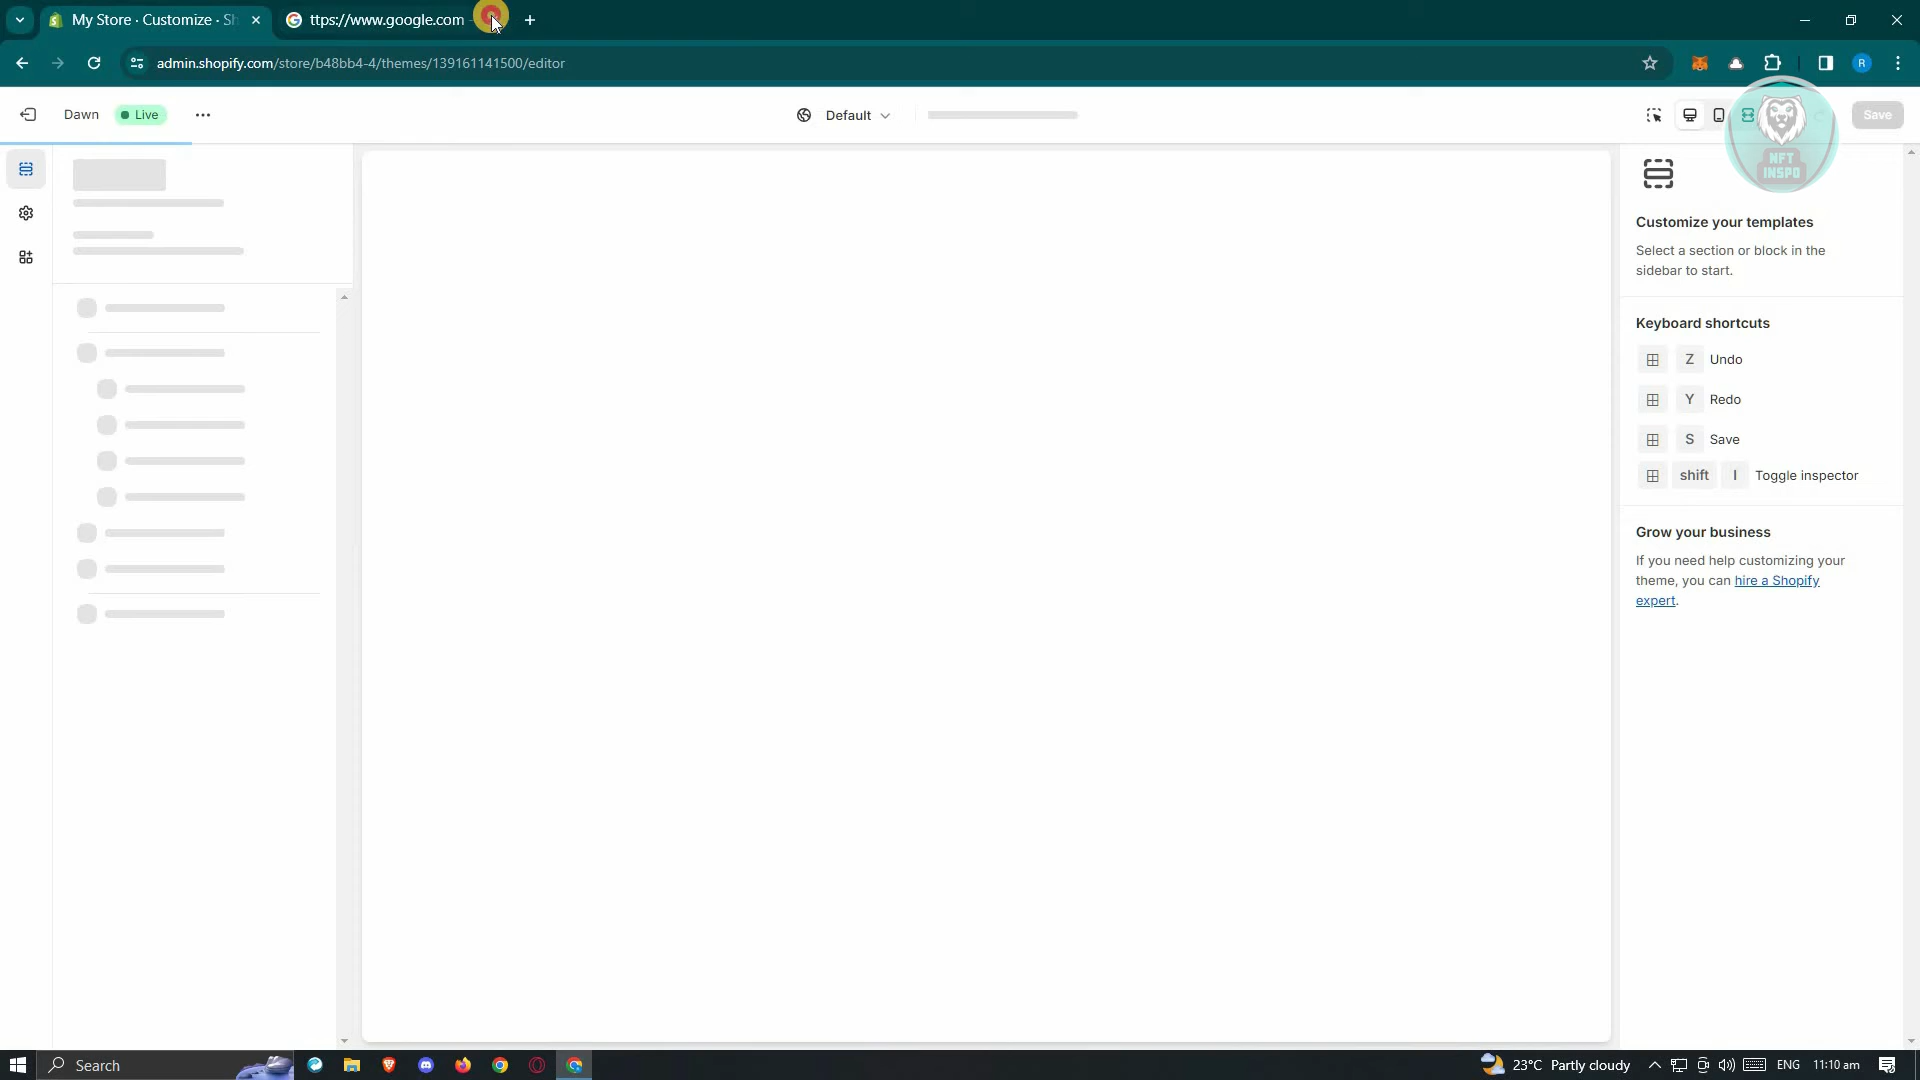 My Store · Customize · Sh
ttps://www.google.com
admin.shopify.com/store/b48bb4-4/themes/139161141500/editor
R
Dawn
Live
Default
Save
NFT
INSPO
Customize your templates
Select a section or block in the
sidebar to start.
Keyboard shortcuts
Z Undo
Y Redo
S Save
shift I Toggle inspector
Grow your business
If you need help customizing your
theme, you can hire a Shopify
expert.
Search
23°C Partly cloudy
ENG
11:10 am